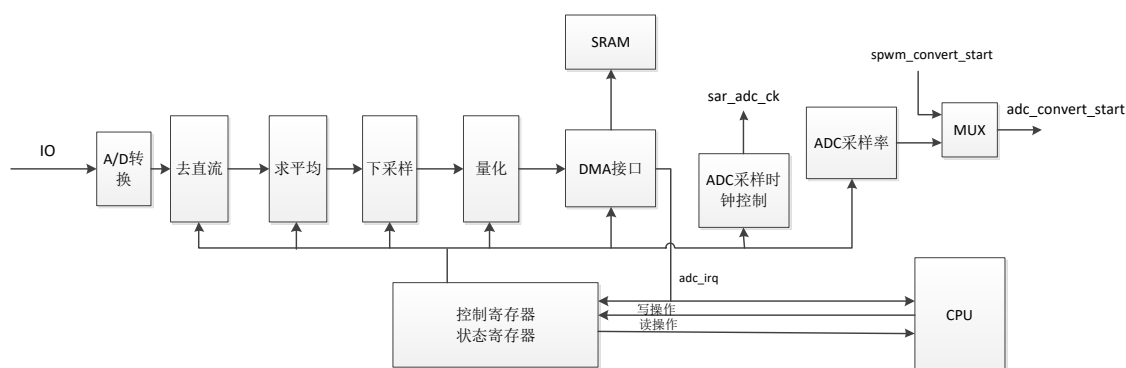 SRAM
spwm_convert_start
sar_adc_ck
adc_convert_start
IO
A/D转
换
去直流
求平均
下采样
量化
DMA接口
ADC采样时
钟控制
ADC采样率
MUX
adc_irq
控制寄存器
状态寄存器
写操作
读操作
CPU